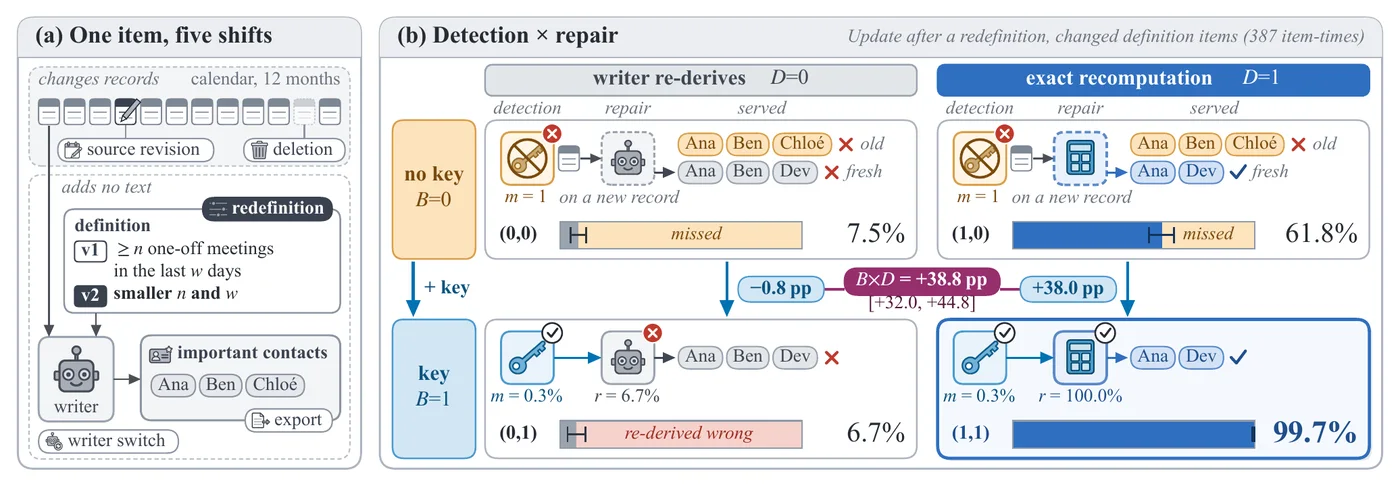 (a) One item, five shifts
changes records
calendar, 12 months
source revision
deletion
adds no text
redefinition
definition
v1 ≥ n one-off meetings
in the last w days
v2 smaller n and w
writer
important contacts
Ana Ben Chloé
export
writer switch
(b) Detection × repair
Update after a redefinition, changed definition items (387 item-times)
writer re-derives D=0
exact recomputation D=1
detection repair served
detection repair served
no key
B=0
Ana Ben Chloé ✗ old
Ana Ben Dev ✗ fresh
m = 1 on a new record
(0,0) missed 7.5%
Ana Ben Chloé ✗ old
Ana Dev ✓ fresh
m = 1 on a new record
(1,0) missed 61.8%
+ key
−0.8 pp
B×D = +38.8 pp
[+32.0, +44.8]
+38.0 pp
key
B=1
Ana Ben Dev ✗
m = 0.3% r = 6.7%
(0,1) re-derived wrong 6.7%
Ana Dev ✓
m = 0.3% r = 100.0%
(1,1) 99.7%